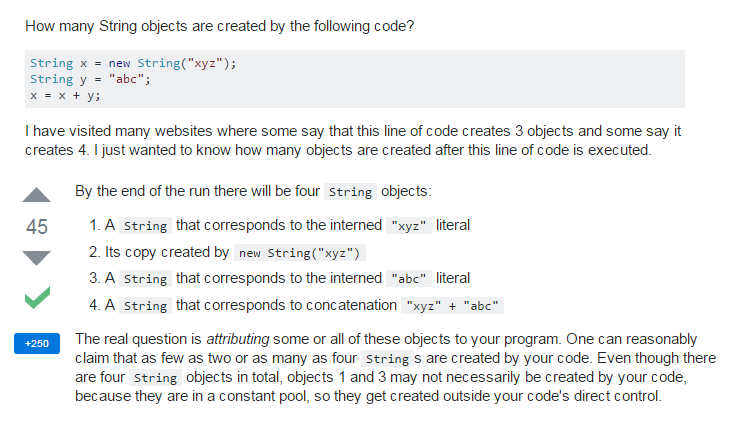 How many String objects are created by the following code?
String x = new String("xyz");
String y = "abc";
x = x + y;
I have visited many websites where some say that this line of code creates 3 objects and some say it
creates 4. I just wanted to know how many objects are created after this line of code is executed.
By the end of the run there will be four String objects:
45
1. A String that corresponds to the interned "xyz" literal
2. Its copy created by new String("xyz")
3. A String that corresponds to the interned "abc" literal
4. A String that corresponds to concatenation "xyz" + "abc"
+250
The real question is attributing some or all of these objects to your program. One can reasonably
claim that as few as two or as many as four String s are created by your code. Even though there
are four String objects in total, objects 1 and 3 may not necessarily be created by your code,
because they are in a constant pool, so they get created outside your code's direct control.